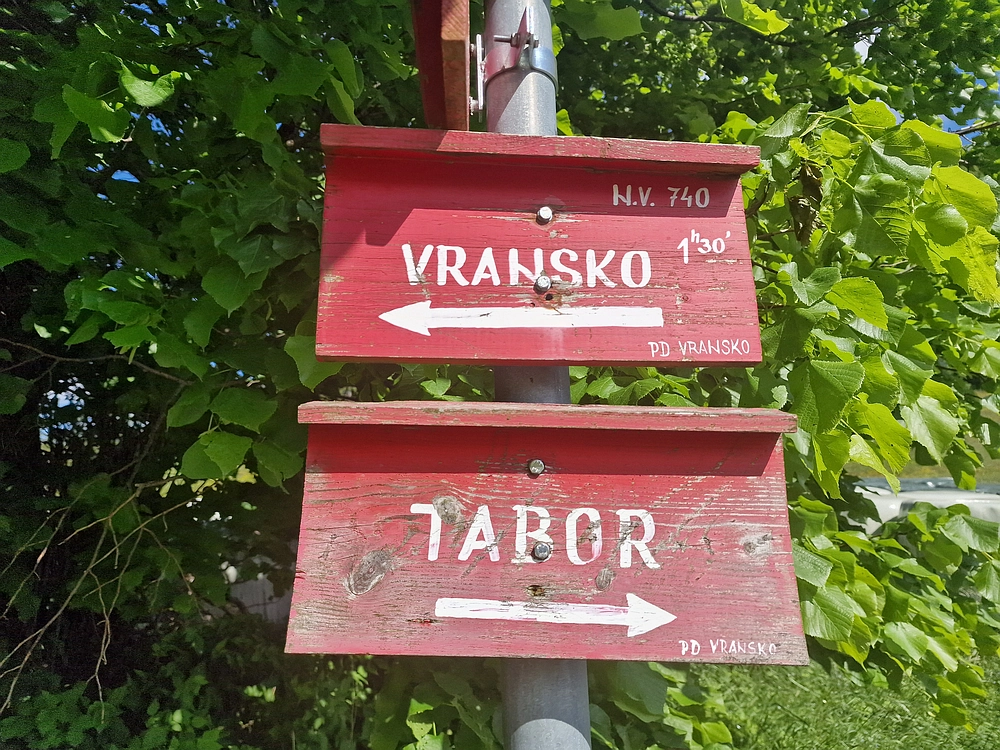 N.V. 740
VRANSKO 1h30'
PD VRANSKO
TABOR
PD VRANSKO